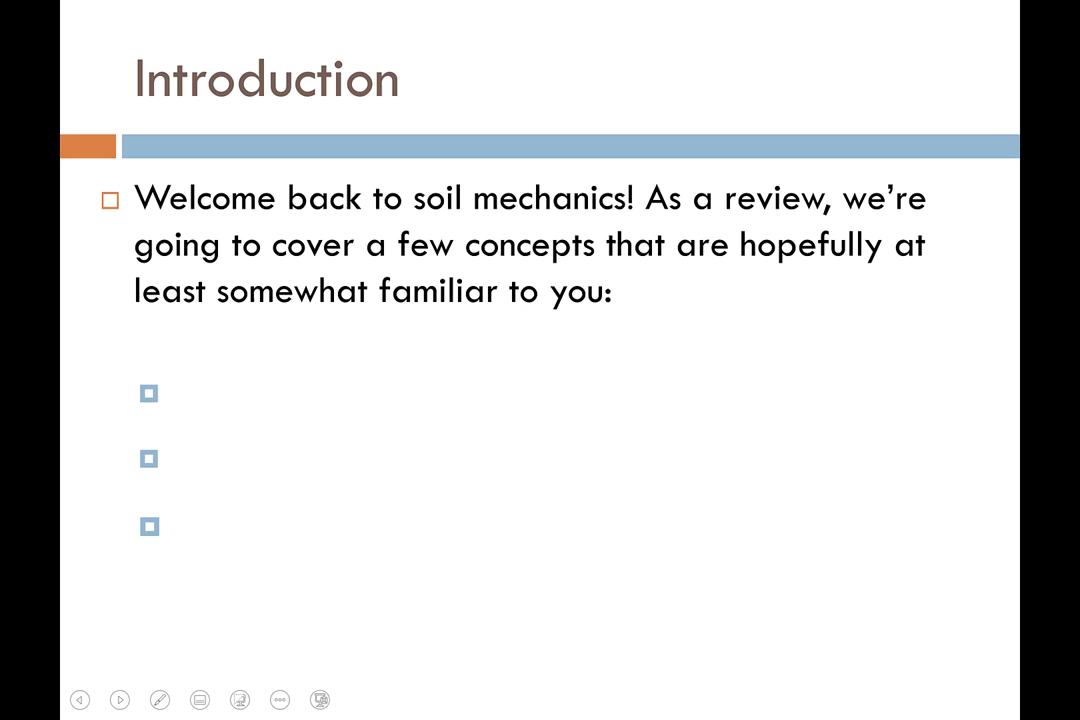 Introduction
Welcome back to soil mechanics! As a review, we’re
going to cover a few concepts that are hopefully at
least somewhat familiar to you: